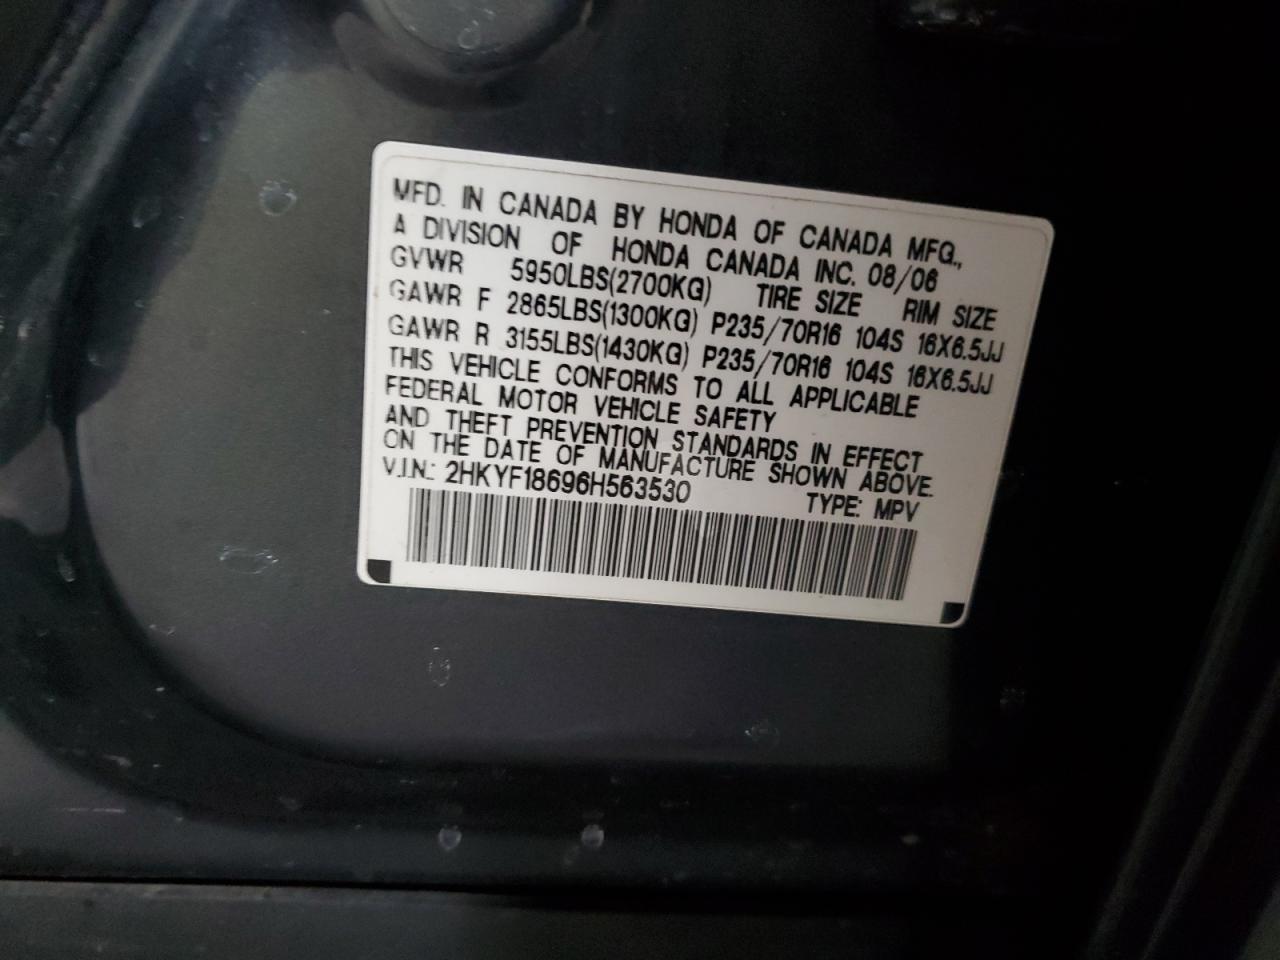 MFD. IN CANADA BY HONDA OF CANADA MFG.,
A DIVISION OF HONDA CANADA INC. 08/06
GVWR 5950LBS(2700KG) TIRE SIZE RIM SIZE
GAWR F 2865LBS(1300KG) P235/70R16 104S 16X6.5JJ
GAWR R 3155LBS(1430KG) P235/70R16 104S 16X6.5JJ
THIS VEHICLE CONFORMS TO ALL APPLICABLE
FEDERAL MOTOR VEHICLE SAFETY
AND THEFT PREVENTION STANDARDS IN EFFECT
ON THE DATE OF MANUFACTURE SHOWN ABOVE.
V.I.N.: 2HKYF18696H563530 TYPE: MPV